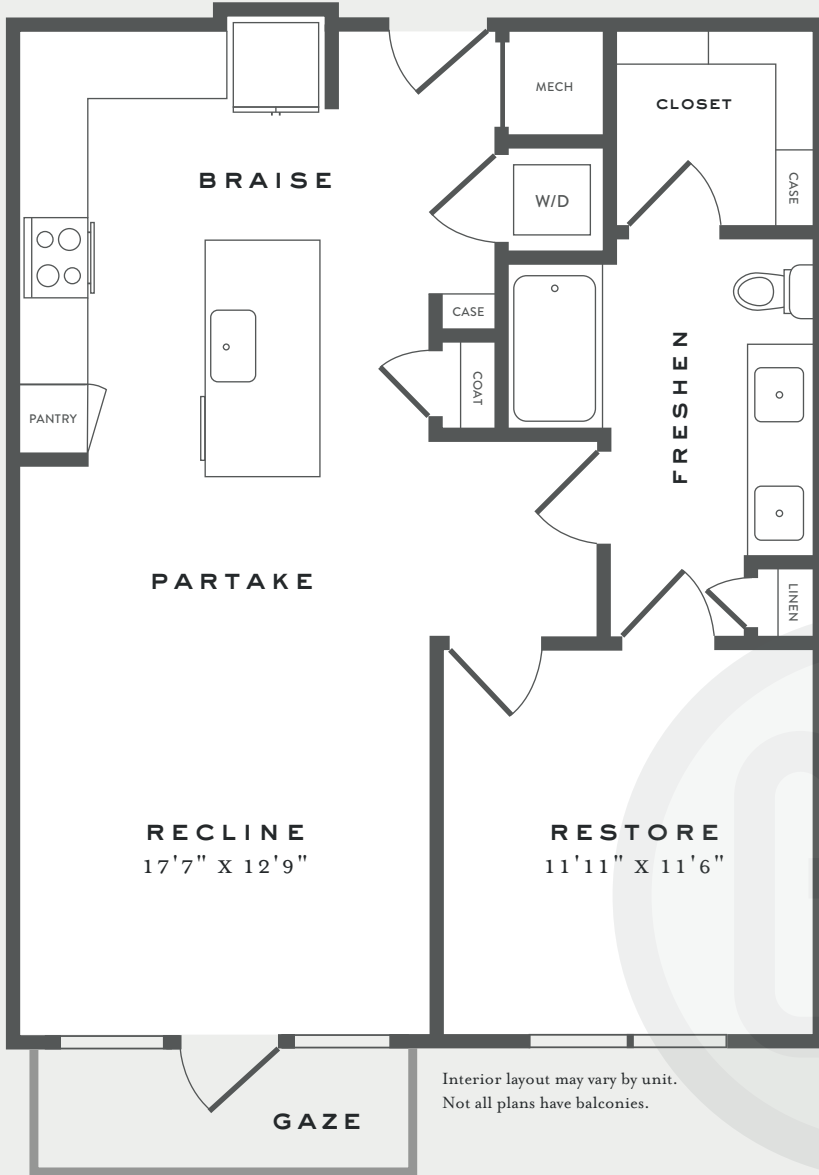 MECH
CLOSET
BRAISE
W/D
CASE
CASE
COAT
FRESHEN
PANTRY
PARTAKE
LINEN
RECLINE
17'7" X 12'9"
RESTORE
11'11" X 11'6"
Interior layout may vary by unit.
Not all plans have balconies.
GAZE